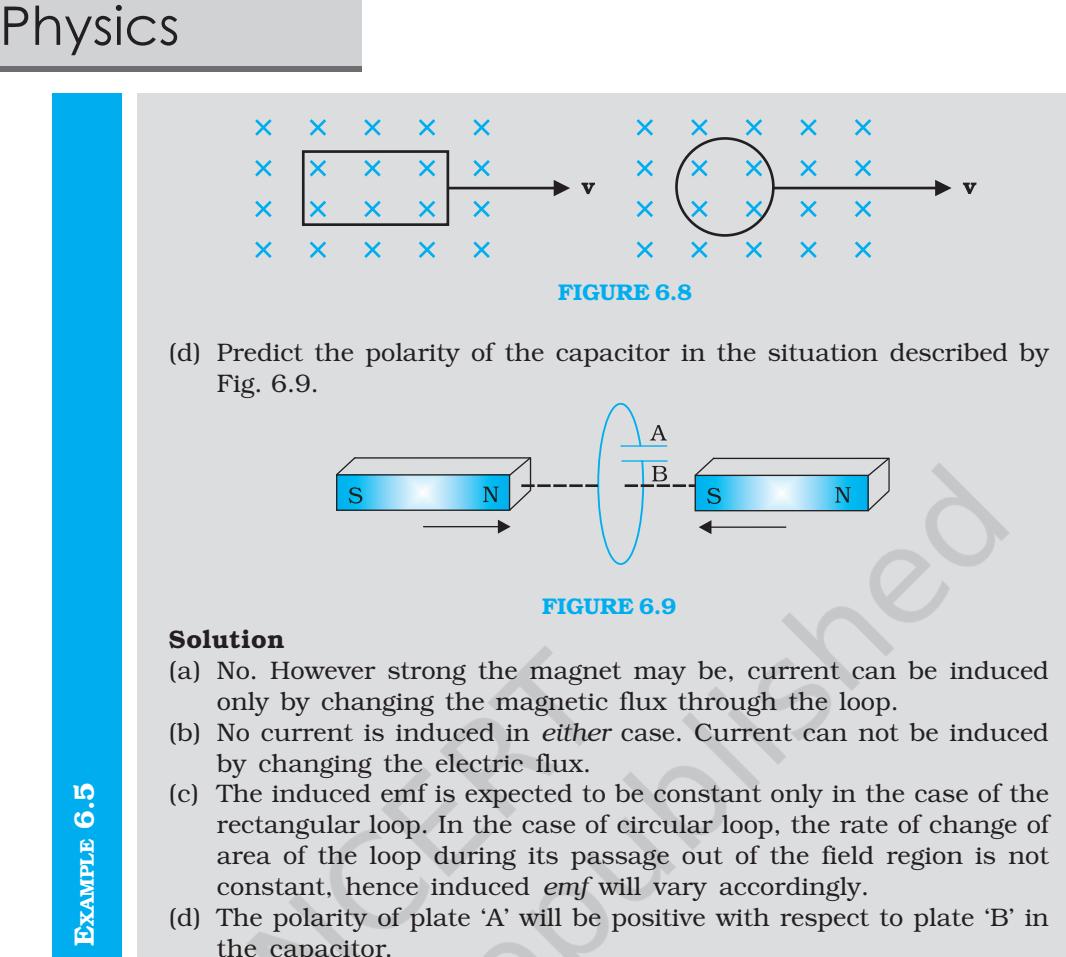 Physics
v
v
FIGURE 6.8
(d) Predict the polarity of the capacitor in the situation described by
Fig. 6.9.
A
B
S
N
S
N
FIGURE 6.9
Solution
(a) No. However strong the magnet may be, current can be induced
only by changing the magnetic flux through the loop.
(b) No current is induced in either case. Current can not be induced
by changing the electric flux.
(c) The induced emf is expected to be constant only in the case of the
rectangular loop. In the case of circular loop, the rate of change of
area of the loop during its passage out of the field region is not
constant, hence induced emf will vary accordingly.
(d) The polarity of plate ‘A’ will be positive with respect to plate ‘B’ in
the capacitor.
EXAMPLE 6.5
NCERT